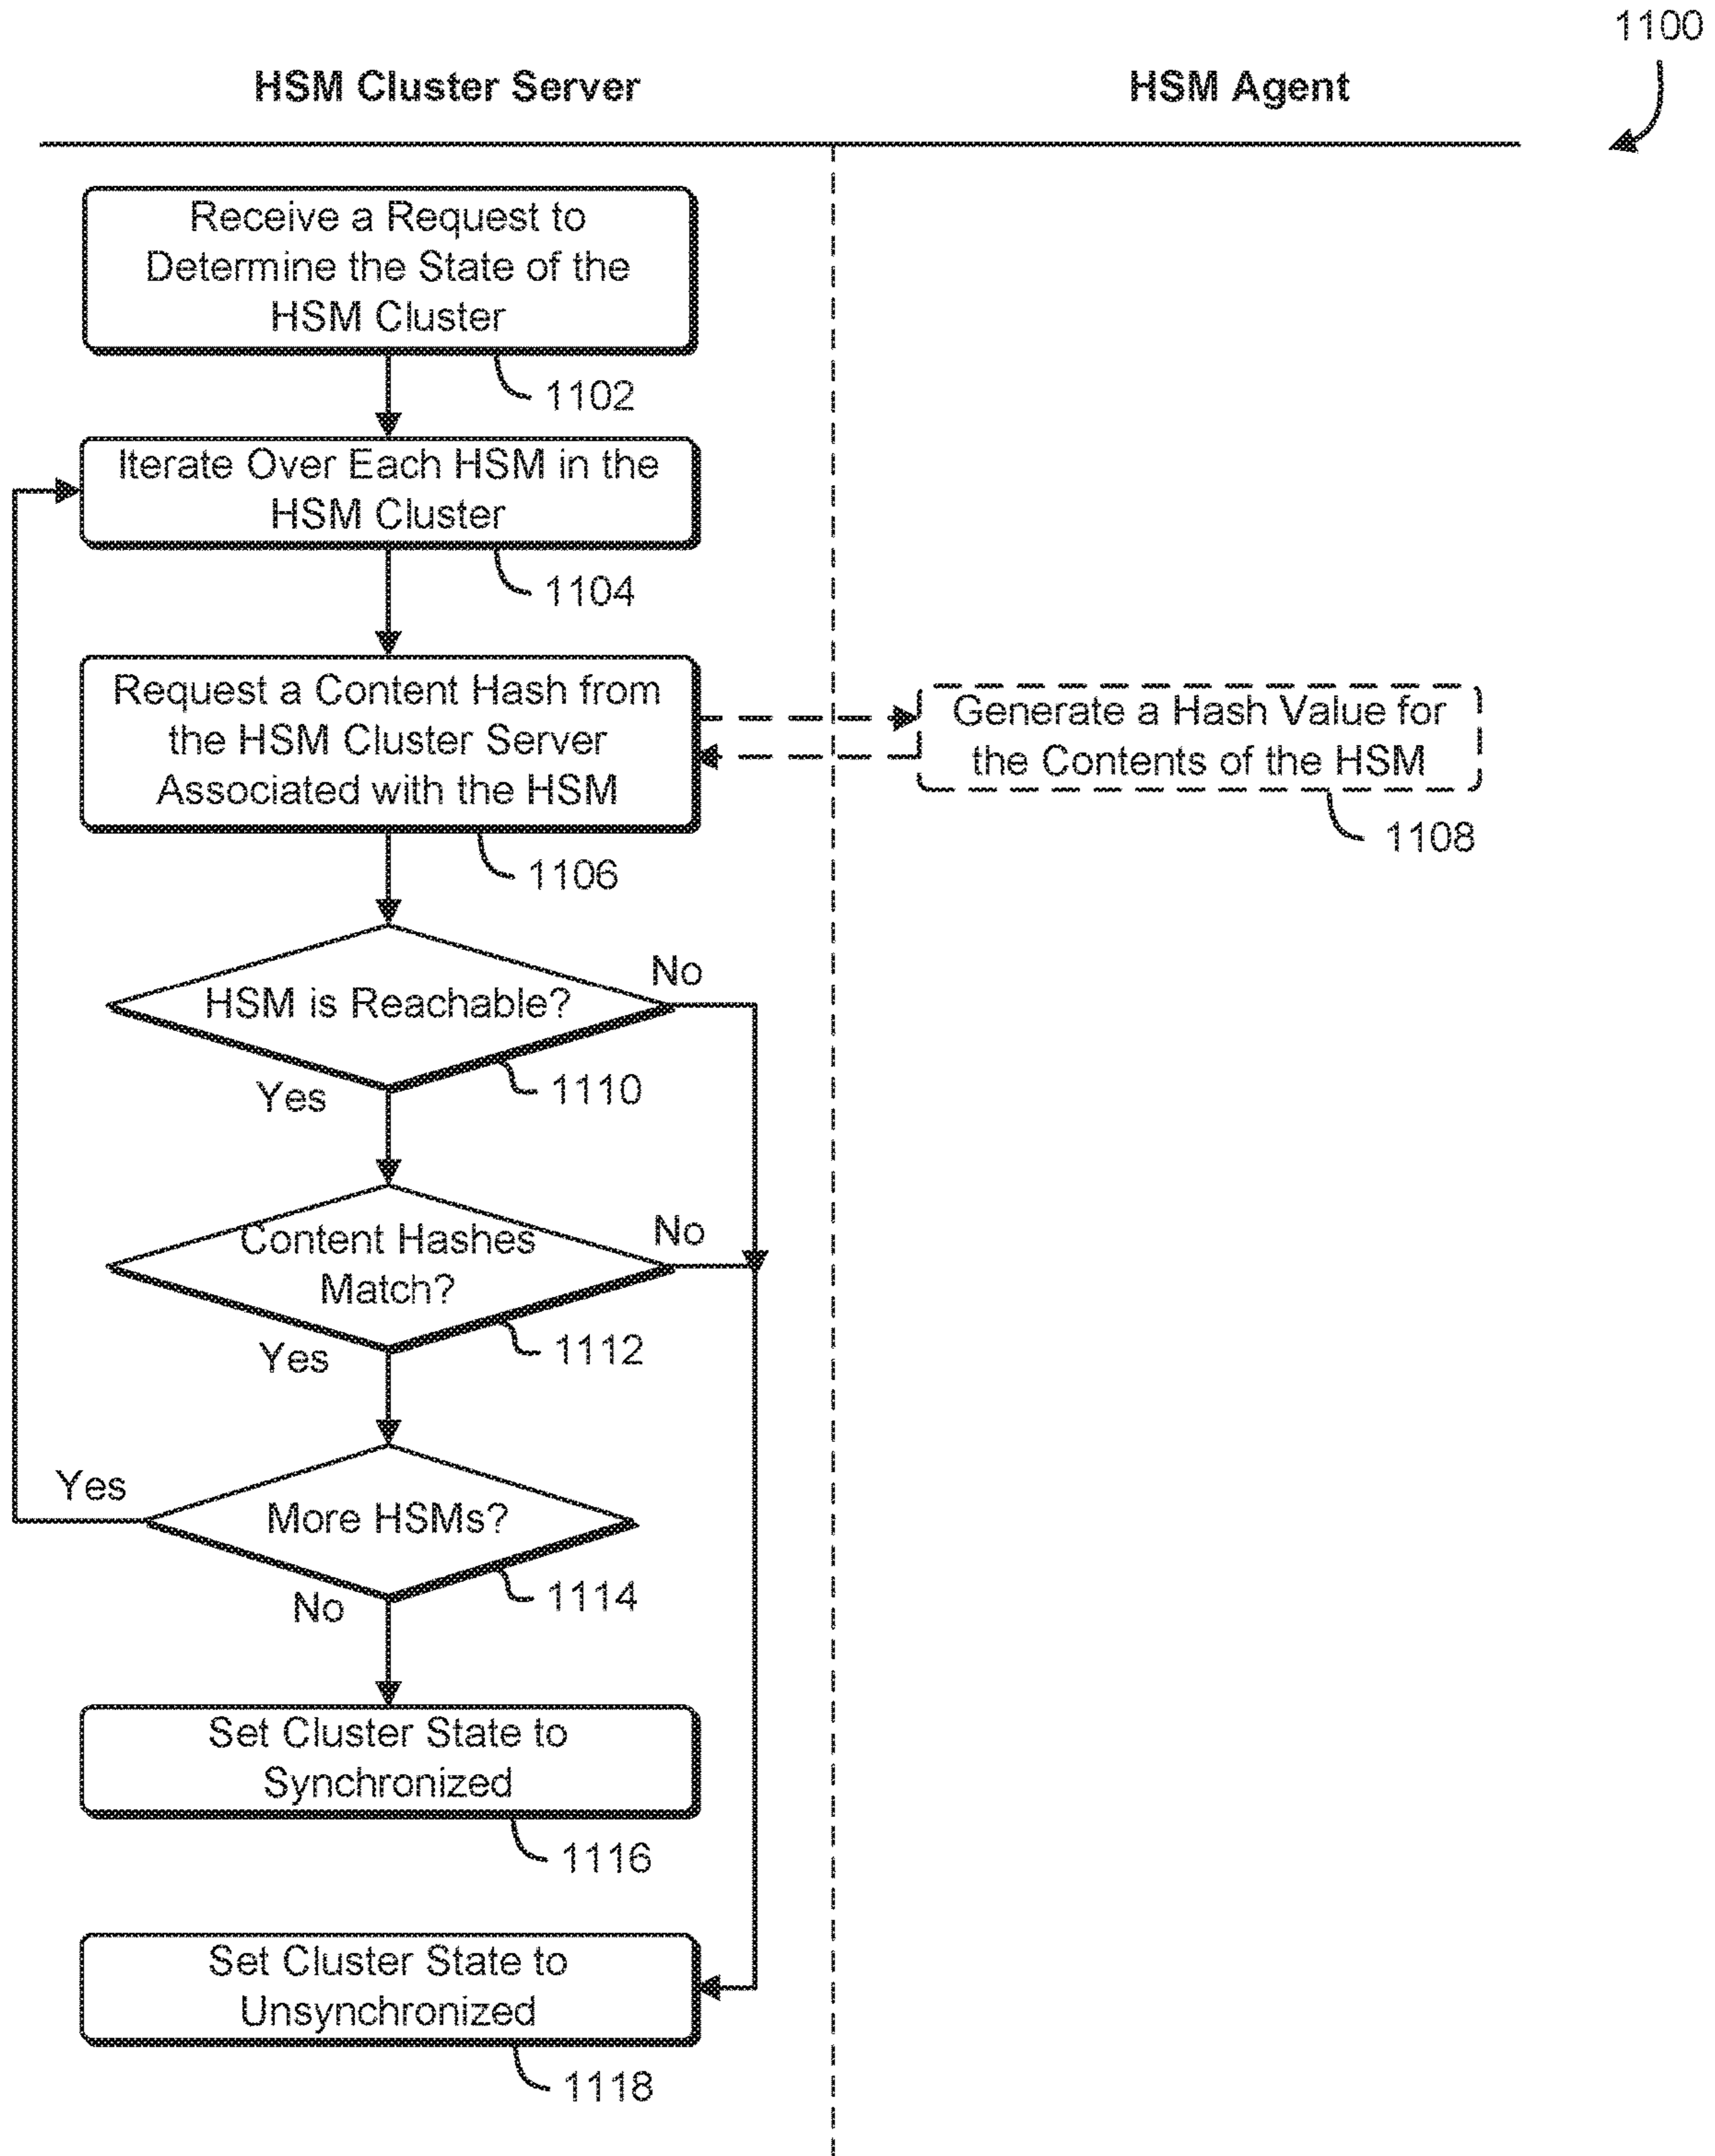 1100
HSM Cluster Server
HSM Agent
Receive a Request to
Determine the State of the
HSM Cluster
1102
Iterate Over Each HSM in the
HSM Cluster
1104
Request a Content Hash from
the HSM Cluster Server
Associated with the HSM
1106
Generate a Hash Value for
the Contents of the HSM
1108
No
HSM is Reachable?
Yes
1110
No
Content Hashes
Match?
Yes
1112
Yes
More HSMs?
No
1114
Set Cluster State to
Synchronized
1116
Set Cluster State to
Unsynchronized
1118